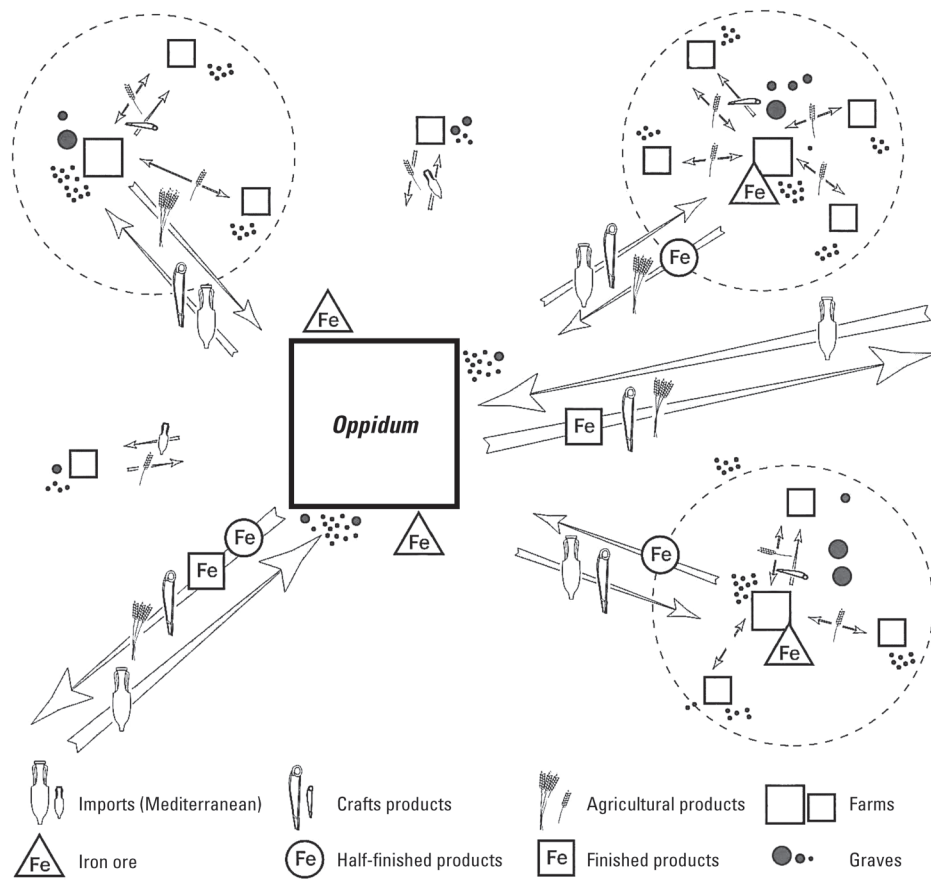 Fe
Fe
Fe
Oppidum
Fe
Fe
Fe
Fe
Fe
Fe
Fe
Imports (Mediterranean)
Crafts products
Agricultural products
Farms
Fe
Iron ore
Fe
Half-finished products
Fe
Finished products
Graves